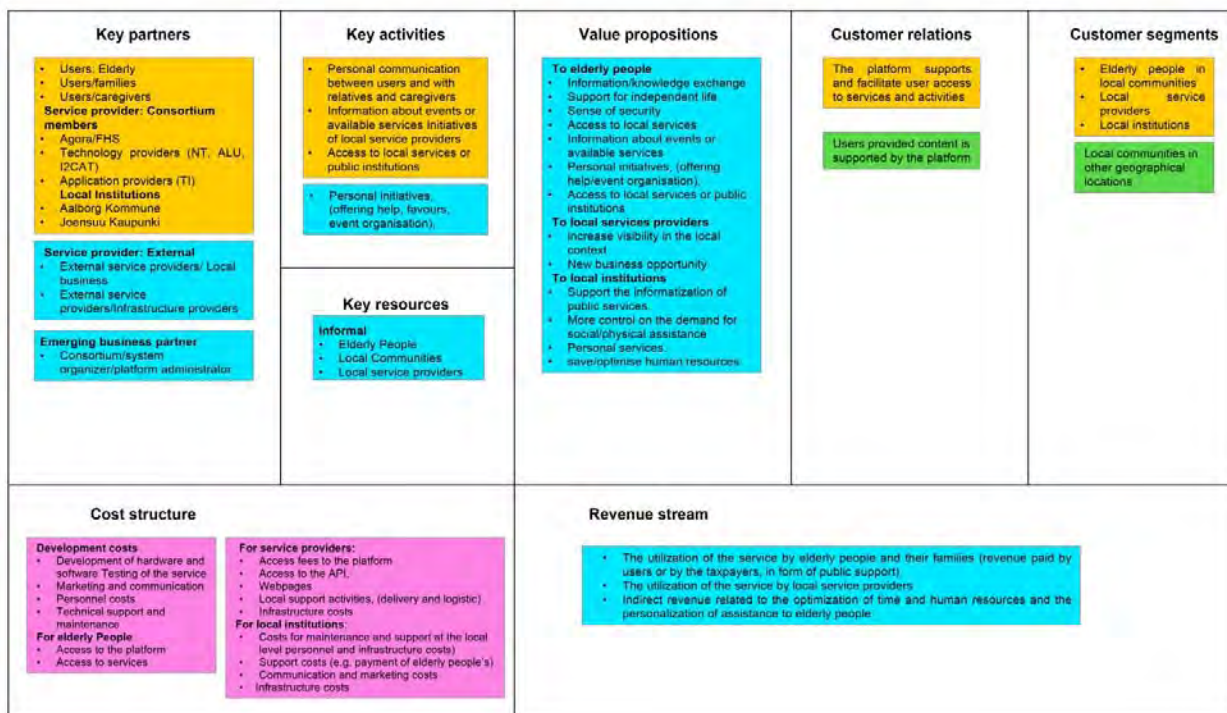 Key partners
• Users: Elderly
• Users/families
• Users/caregivers
Service provider: Consortium
members
• Agora/FHS
• Technology providers (NT, ALU,
I2CAT)
• Application providers (TI)
Local Institutions
• Aalborg Kommune
• Joensuu Kaupunki
Service provider: External
• External service providers/ Local
business
• External service
providers/Infrastructure providers
Emerging business partner
• Consortium/system
organizer/platform administrator
Key activities
• Personal communication
between users and with
relatives and caregivers
• Information about events or
available services Initiatives
of local service providers
• Access to local services or
public institutions
• Personal Initiatives,
(offering help, favours,
event organisation),
Key resources
Informal
• Elderly People
• Local Communities
• Local service providers
Value propositions
To elderly people
• Information/knowledge exchange
• Support for independent life
• Sense of security
• Access to local services
• Information about events or
available services
• Personal initiatives, (offering
help/event organisation),
• Access to local services or public
institutions
To local services providers
• Increase visibility in the local
context
• New business opportunity
To local institutions
• Support the informatization of
public services.
• More control on the demand for
social/physical assistance
• Personal services.
• save/optimise human resources
Customer relations
The platform supports
and facilitate user access
to services and activities
Users provided content is
supported by the platform
Customer segments
• Elderly people in
local communities
• Local service
providers
• Local institutions
Local communities in
other geographical
locations
Cost structure
Development costs
• Development of hardware and
software Testing of the service
• Marketing and communication
• Personnel costs
• Technical support and
maintenance
For elderly People
• Access to the platform
• Access to services
For service providers:
• Access fees to the platform
• Access to the API,
• Webpages
• Local support activities, (delivery and logistic)
• Infrastructure costs
For local institutions:
• Costs for maintenance and support at the local
level personnel and infrastructure costs)
• Support costs (e.g. payment of elderly people's)
• Communication and marketing costs
• Infrastructure costs
Revenue stream
• The utilization of the service by elderly people and their families (revenue paid by
users or by the taxpayers, in form of public support)
• The utilization of the service by local service providers
• Indirect revenue related to the optimization of time and human resources and the
personalization of assistance to elderly people